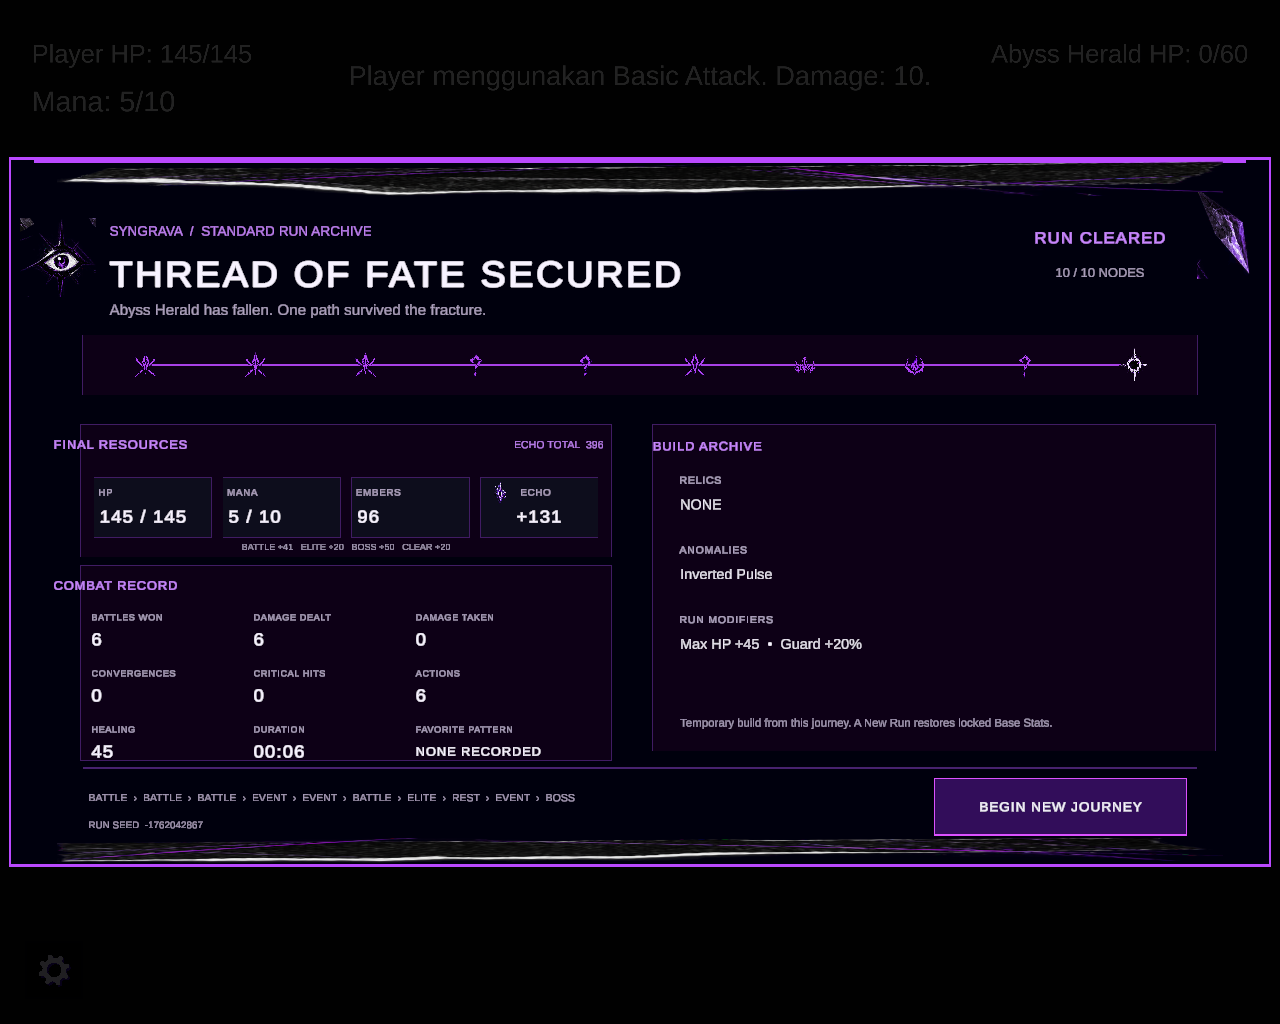 Player HP: 145/145
Abyss Herald HP: 0/60
Player menggunakan Basic Attack. Damage: 10.
Mana: 5/10
SYNGRAVA / STANDARD RUN ARCHIVE
RUN CLEARED
THREAD OF FATE SECURED
10 / 10 NODES
Abyss Herald has fallen. One path survived the fracture.
FINAL RESOURCES
ECHO TOTAL 396
HP
MANA
EMBERS
ECHO
145 / 145
5 / 10
96
+131
BATTLE +41 ELITE +20 BOSS +50 CLEAR +20
COMBAT RECORD
BATTLES WON
DAMAGE DEALT
DAMAGE TAKEN
6
6
0
CONVERGENCES
CRITICAL HITS
ACTIONS
0
0
6
HEALING
DURATION
FAVORITE PATTERN
45
00:06
NONE RECORDED
BUILD ARCHIVE
RELICS
NONE
ANOMALIES
Inverted Pulse
RUN MODIFIERS
Max HP +45 • Guard +20%
Temporary build from this journey. A New Run restores locked Base Stats.
BATTLE › BATTLE › BATTLE › EVENT › EVENT › BATTLE › ELITE › REST › EVENT › BOSS
RUN SEED -1762042867
BEGIN NEW JOURNEY